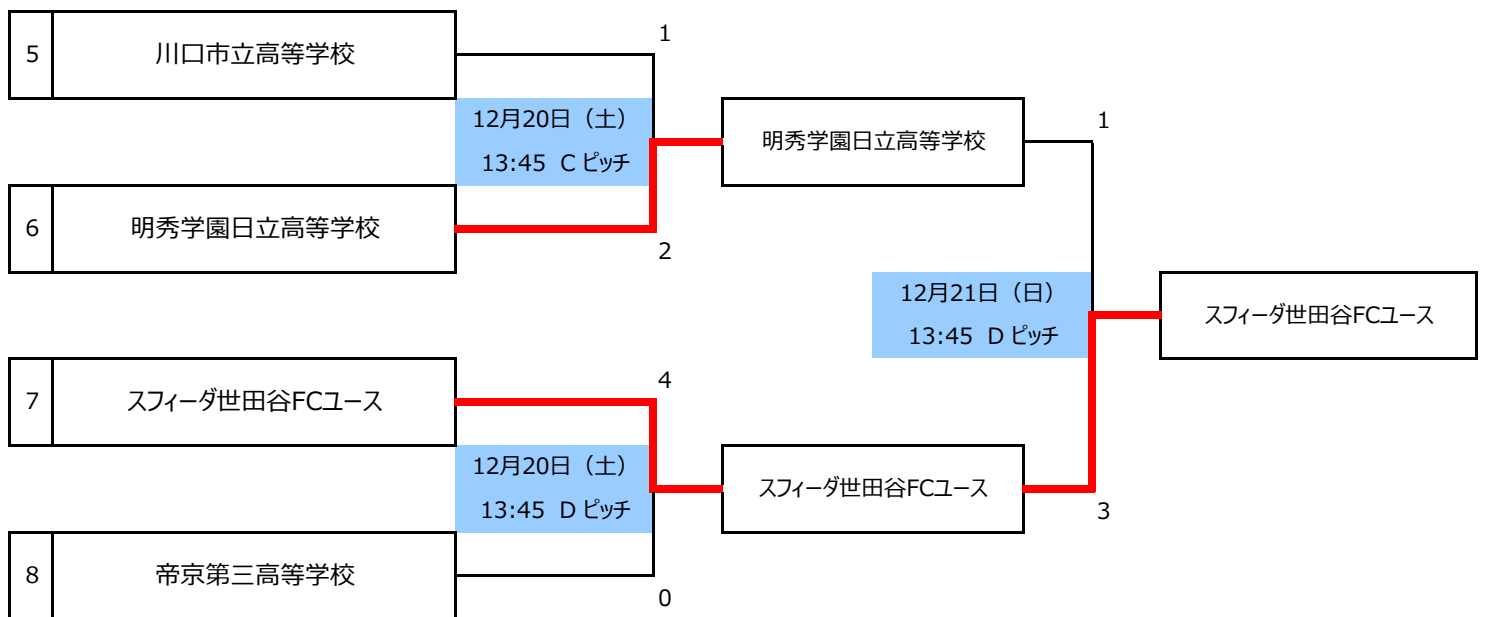 5
川口市立高等学校
1
12月20日（土）
13:45 C ピッチ
明秀学園日立高等学校
1
6
明秀学園日立高等学校
2
12月21日（日）
13:45 D ピッチ
スフィーダ世田谷FCユース
7
スフィーダ世田谷FCユース
4
12月20日（土）
13:45 D ピッチ
スフィーダ世田谷FCユース
3
8
帝京第三高等学校
0